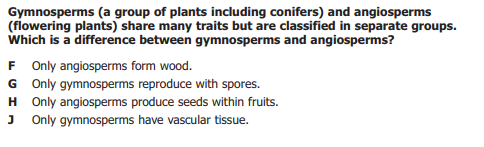 Gymnosperms (a group of plants including conifers) and angiosperms
(flowering plants) share many traits but are classified in separate groups.
Which is a difference between gymnosperms and angiosperms?
F Only angiosperms form wood.
G Only gymnosperms reproduce with spores.
H Only angiosperms produce seeds within fruits.
J Only gymnosperms have vascular tissue.